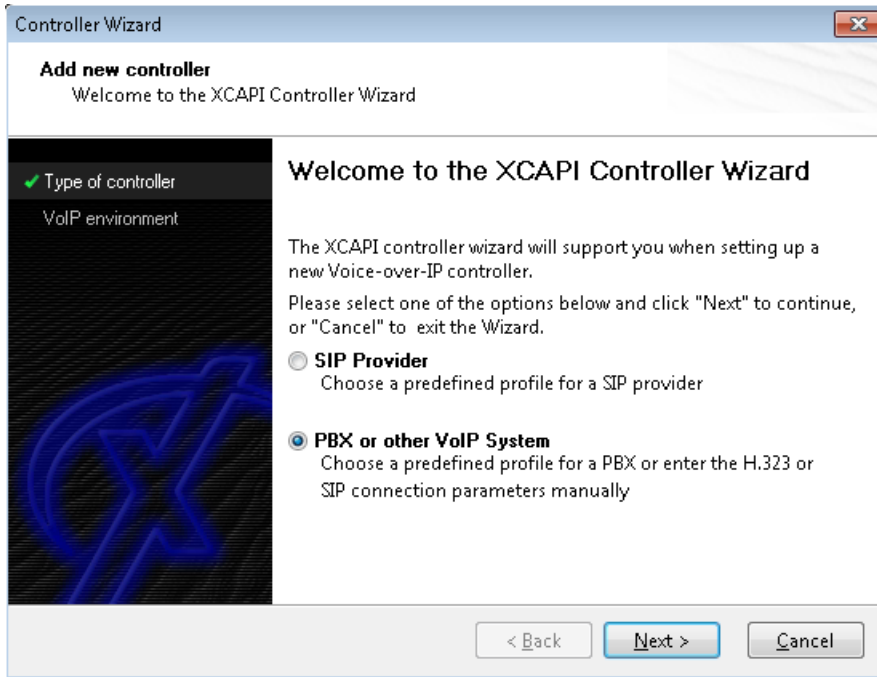 Controller Wizard
Add new controller
Welcome to the XCAPI Controller Wizard
Type of controller
VoIP environment
Welcome to the XCAPI Controller Wizard
The XCAPI controller wizard will support you when setting up a
new Voice-over-IP controller.
Please select one of the options below and click "Next" to continue,
or "Cancel" to exit the Wizard.
SIP Provider
Choose a predefined profile for a SIP provider
PBX or other VoIP System
Choose a predefined profile for a PBX or enter the H.323 or
SIP connection parameters manually
< Back
Next >
Cancel